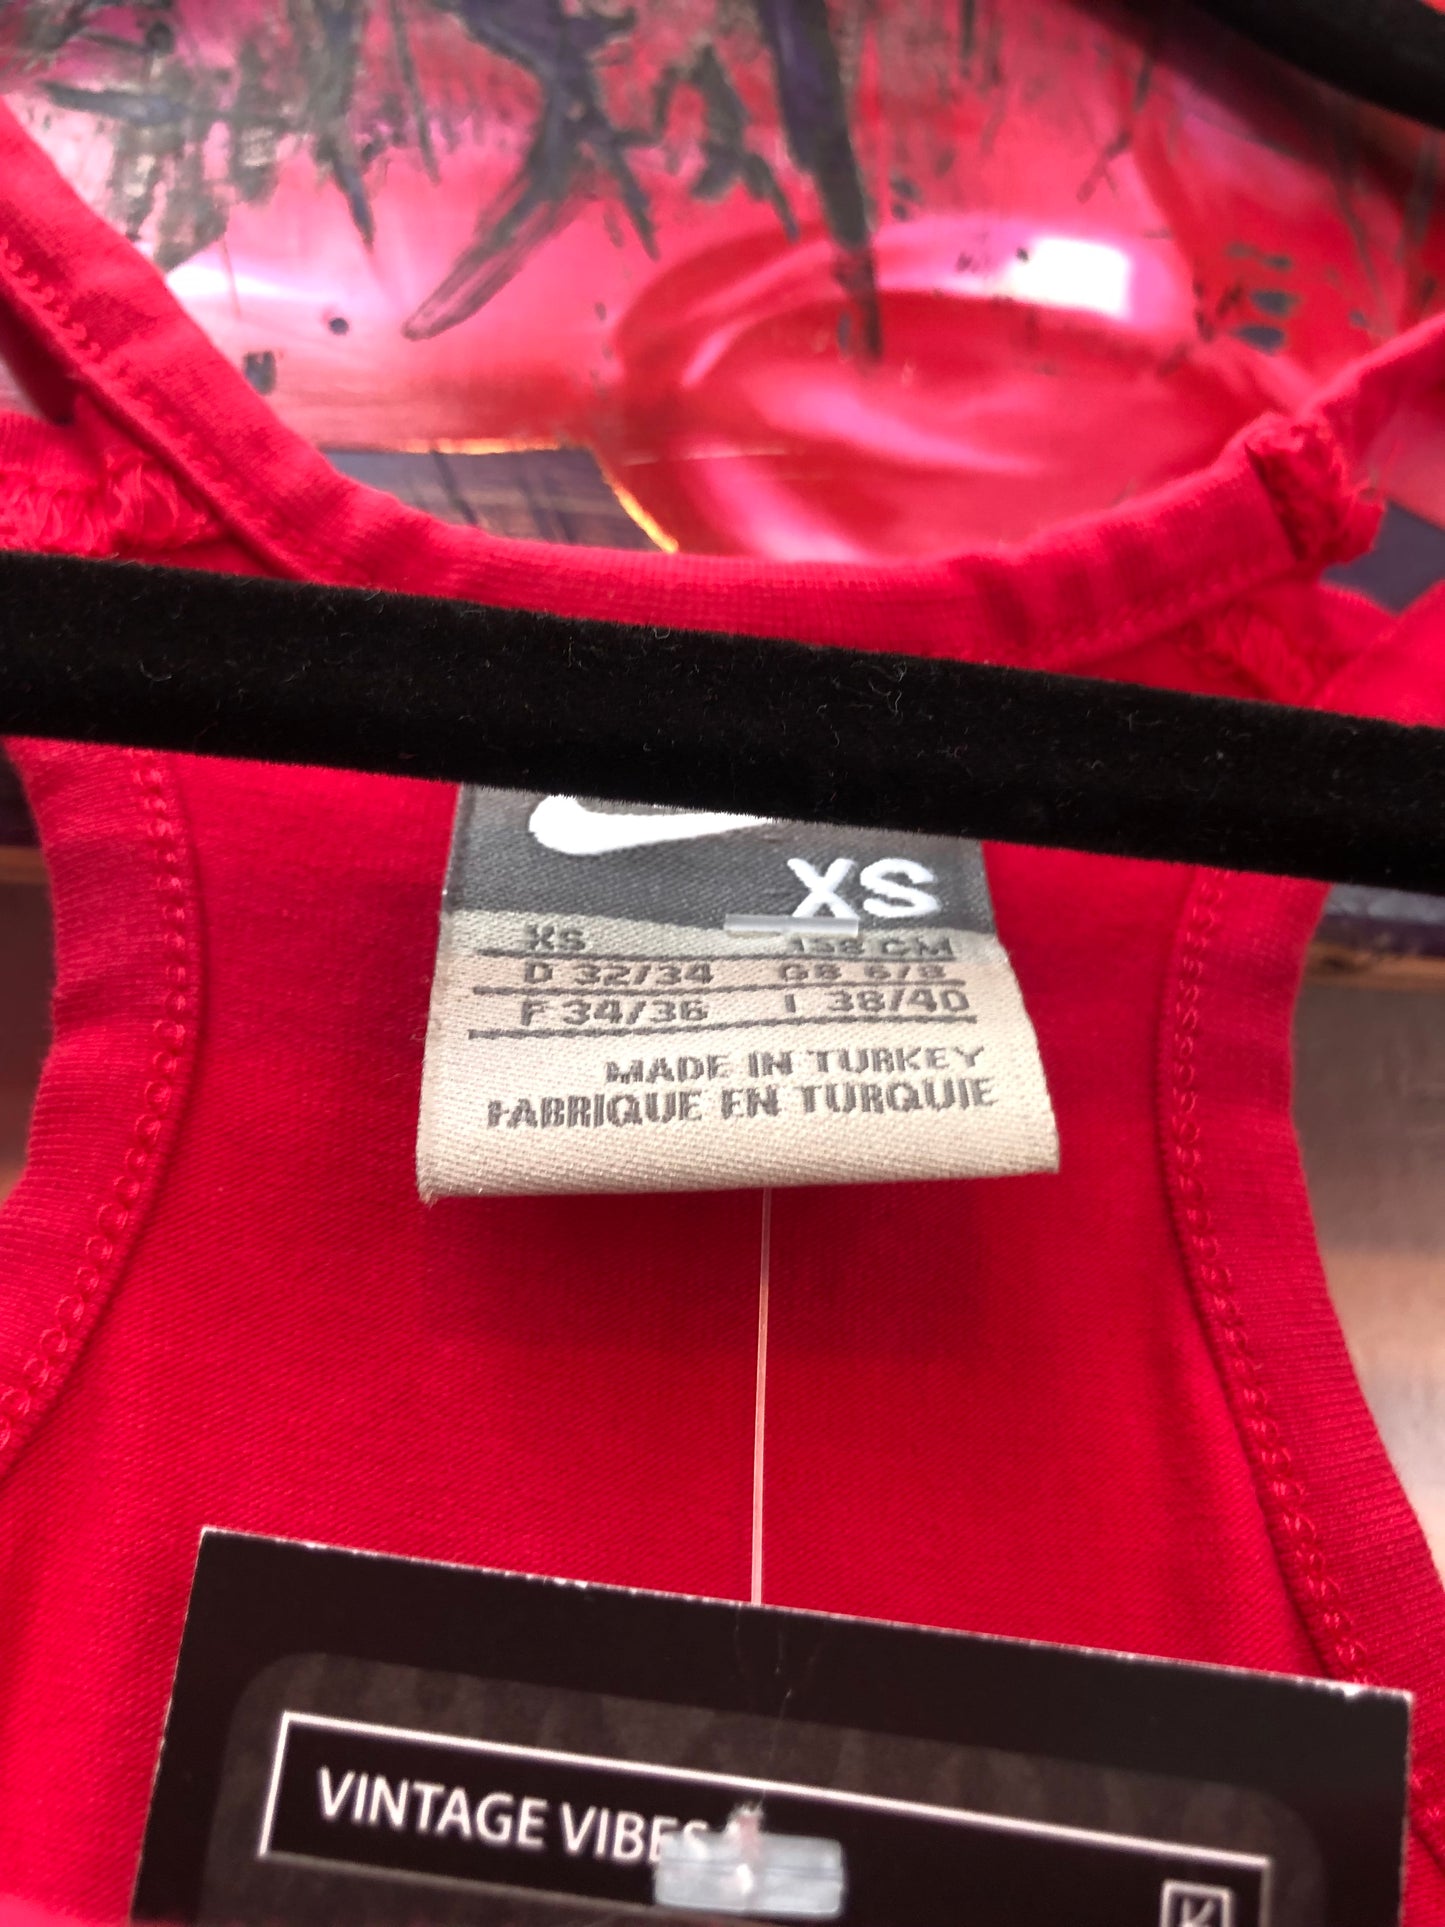 XS
XS 138 CM
D 32/34 GB 6/8
F 34/36 I 38/40
MADE IN TURKEY
FABRIQUE EN TURQUIE
VINTAGE VIBES